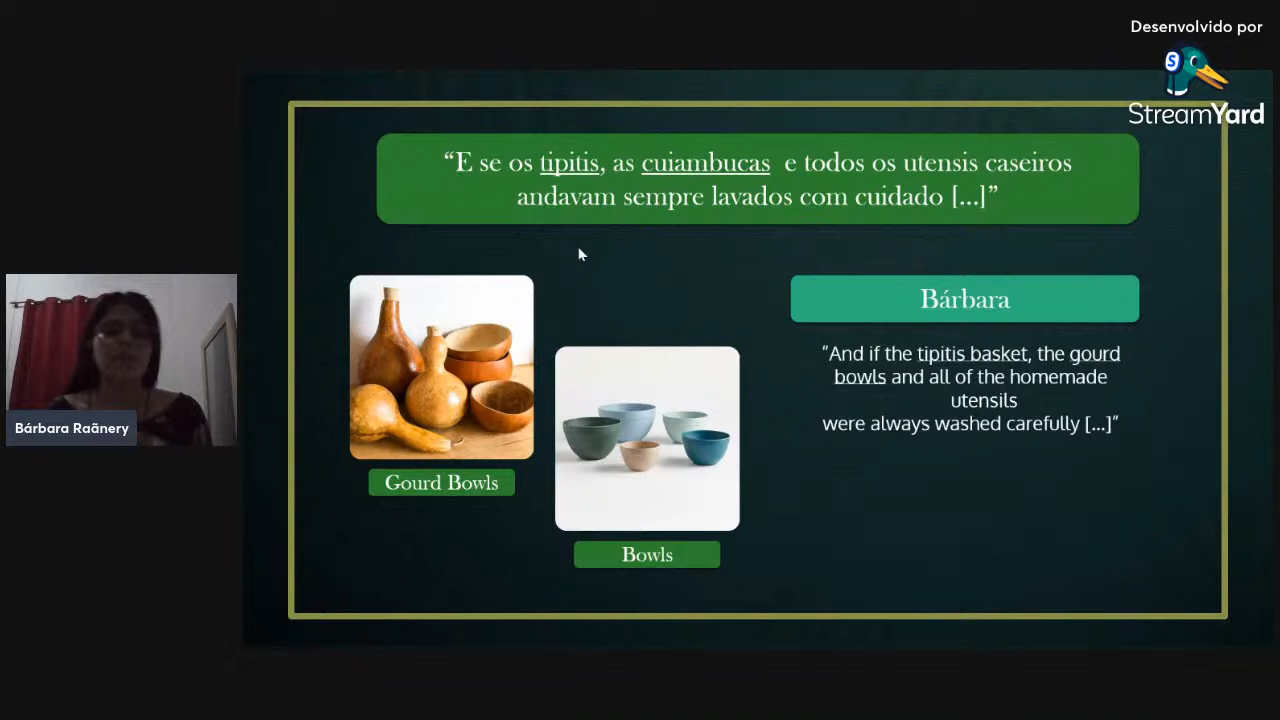 Desenvolvido por
StreamYard
“E se os tipitis, as cuiambucas e todos os utensis caseiros
andavam sempre lavados com cuidado [...]”
Bárbara
“And if the tipitis basket, the gourd
bowls and all of the homemade
utensils
were always washed carefully [...]”
Bárbara Raãnery
Gourd Bowls
Bowls